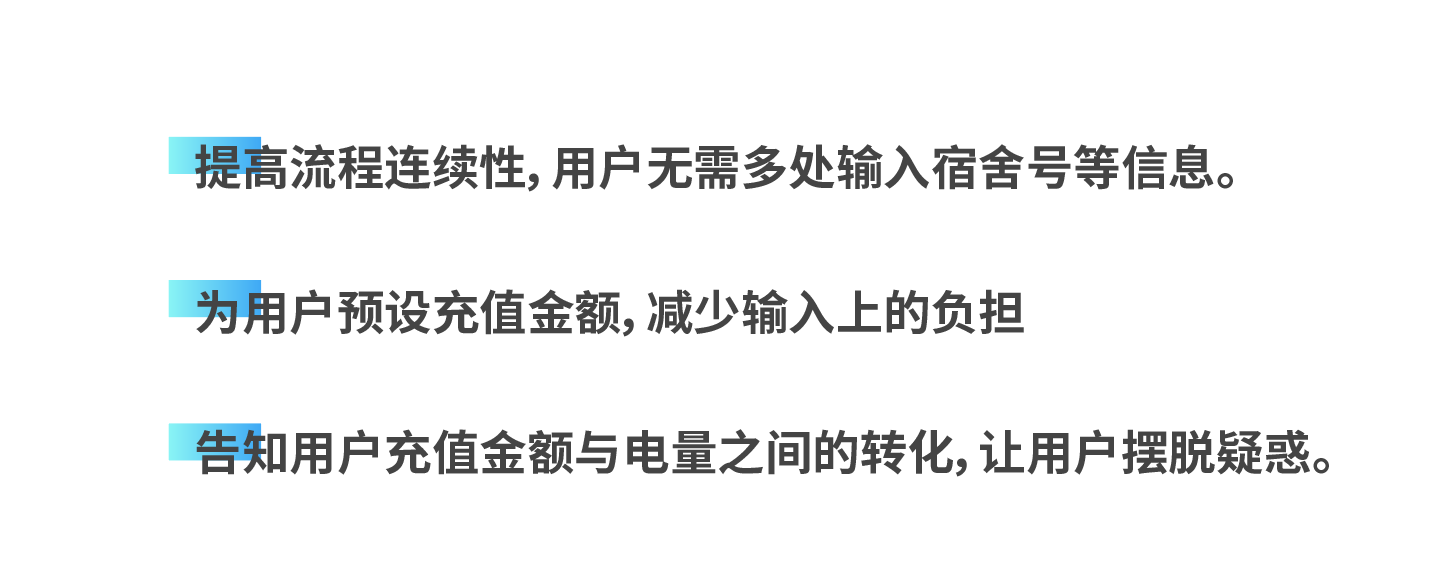 提高流程连续性，用户无需多处输入宿舍号等信息。
为用户预设充值金额，减少输入上的负担
告知用户充值金额与电量之间的转化，让用户摆脱疑惑。